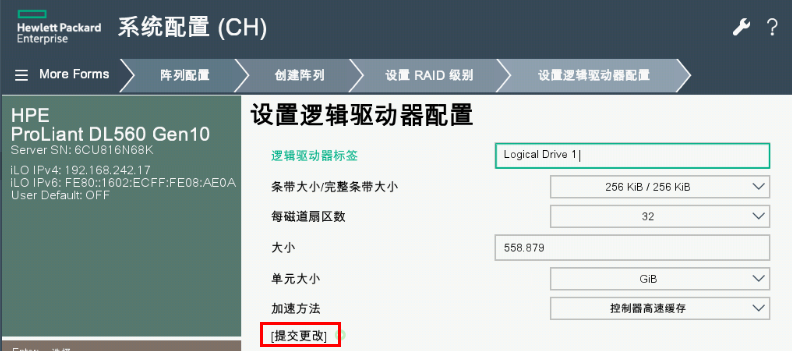 Hewlett Packard
Enterprise
系统配置 (CH)
?
More Forms
阵列配置
创建阵列
设置 RAID 级别
设置逻辑驱动器配置
HPE
ProLiant DL560 Gen10
Server SN: 6CU816N68K
iLO IPv4: 192.168.242.17
iLO IPv6: FE80::1602:ECFF:FE08:AE0A
User Default: OFF
设置逻辑驱动器配置
逻辑驱动器标签 Logical Drive 1
条带大小/完整条带大小 256 KiB / 256 KiB
每磁道扇区数 32
大小 558.879
单元大小 GiB
加速方法 控制器高速缓存
[提交更改]